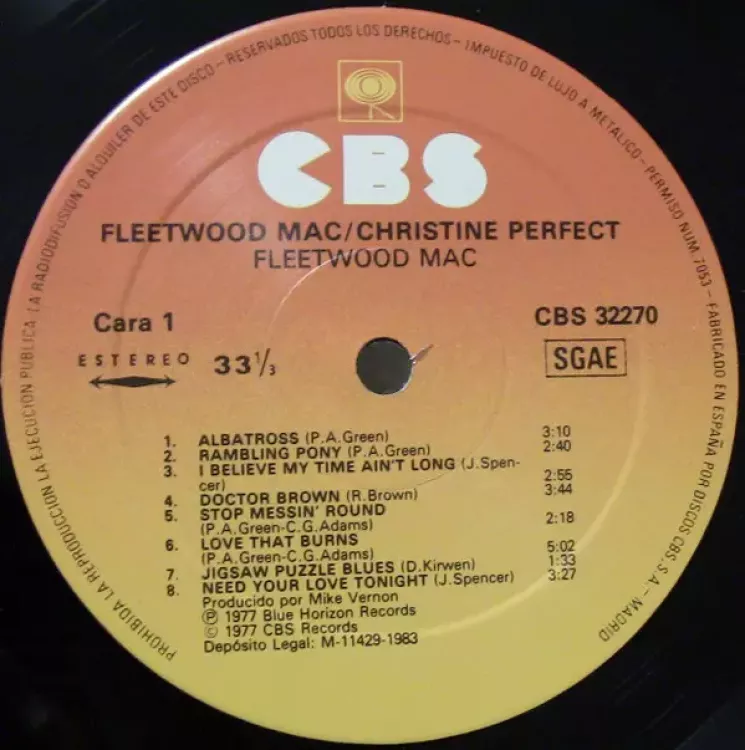 PROHIBIDA LA REPRODUCCIÓN LA EJECUCIÓN PUBLICA LA RADIODIFUSIÓN O ALQUILER DE ESTE DISCO - RESERVADOS TODOS LOS DERECHOS - IMPUESTO DE LUJO A METALICO - PERMISO NUM. 7053 - FABRICADO EN ESPAÑA POR DISCOS CBS. S.A. - MADRID
CBS
FLEETWOOD MAC/CHRISTINE PERFECT
FLEETWOOD MAC
Cara 1
CBS 32270
ESTEREO
33 1/3
SGAE
1. ALBATROSS (P.A.Green) 3:10
2. RAMBLING PONY (P.A.Green) 2:40
3. I BELIEVE MY TIME AIN'T LONG (J.Spen-
cer) 2:55
4. DOCTOR BROWN (R.Brown) 3:44
5. STOP MESSIN' ROUND
(P.A.Green-C.G.Adams) 2:18
6. LOVE THAT BURNS
(P.A.Green-C.G.Adams) 5:02
7. JIGSAW PUZZLE BLUES (D.Kirwen) 1:33
8. NEED YOUR LOVE TONIGHT (J.Spencer) 3:27
Producido por Mike Vernon
Ⓟ 1977 Blue Horizon Records
© 1977 CBS Records
Depósito Legal: M-11429-1983